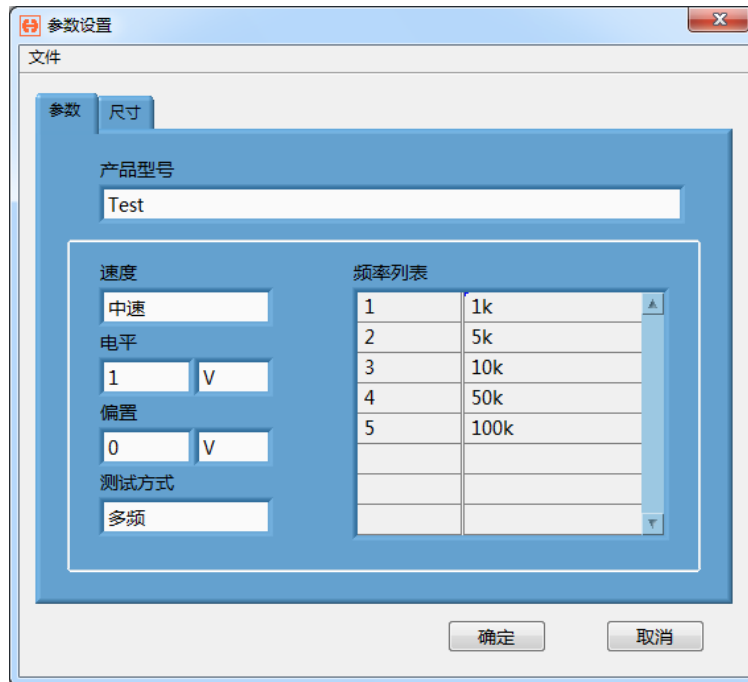 参数设置
文件
参数 尺寸
产品型号
Test
速度
中速
电平
1 V
偏置
0 V
测试方式
多频
频率列表
1 1k
2 5k
3 10k
4 50k
5 100k
确定 取消